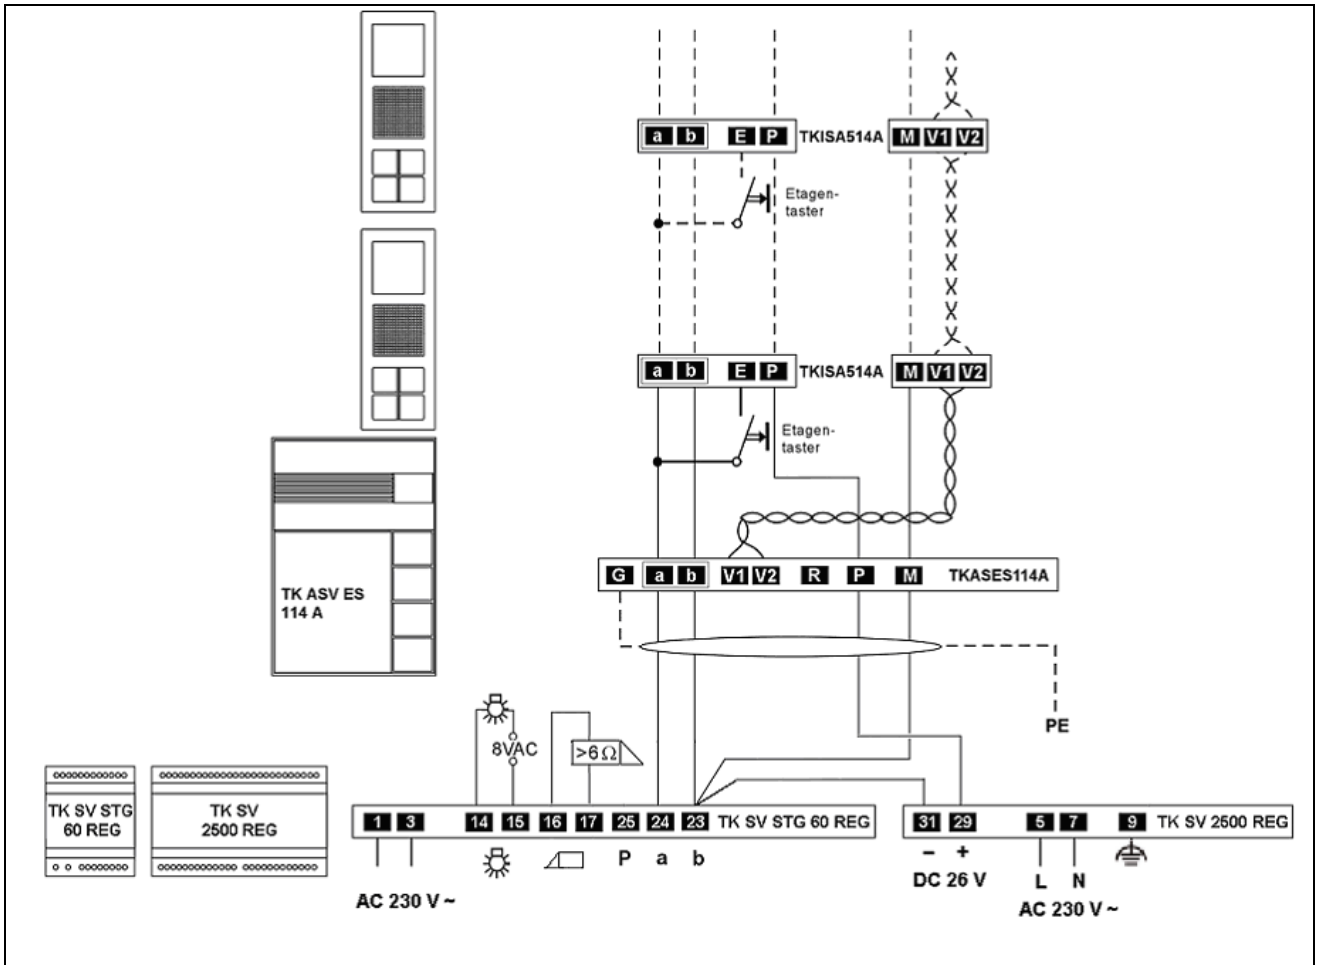 a b E P TKISA514A M V1 V2
Etagen-
taster
a b E P TKISA514A M V1 V2
Etagen-
taster
G a b V1 V2 R P M TKASES114A
TK ASV ES
114 A
PE
8VAC
>6Ω
TK SV STG
60 REG
TK SV
2500 REG
1 3 14 15 16 17 25 24 23 TK SV STG 60 REG
31 29 5 7 9 TK SV 2500 REG
P a b
– +
DC 26 V
L N
AC 230 V ~
AC 230 V ~